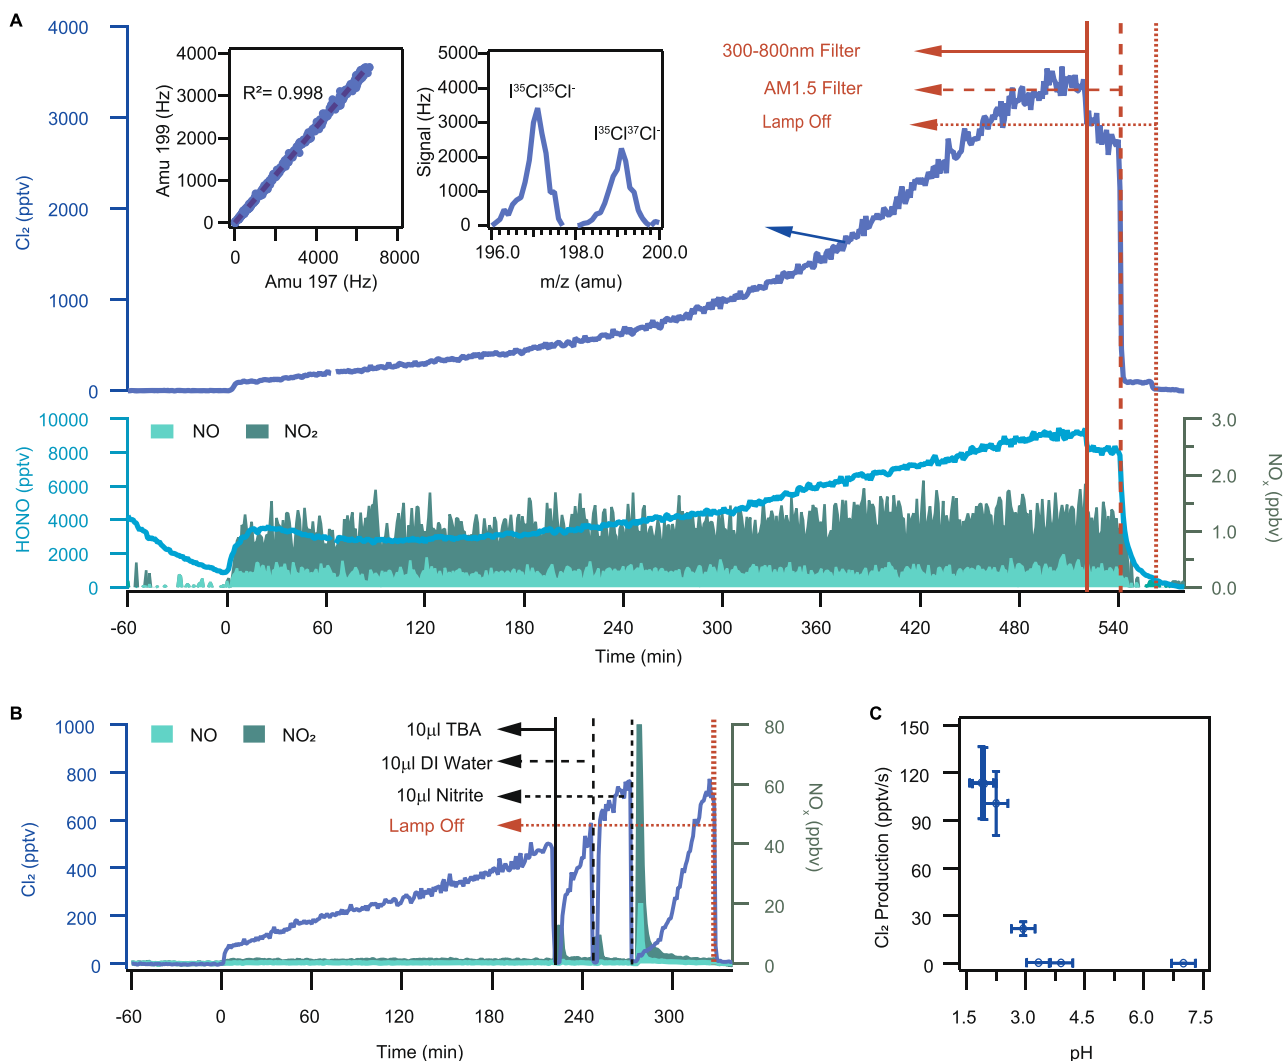 A
4000
3000
2000
1000
0
Cl₂ (pptv)
4000
3000
2000
1000
0
Amu 199 (Hz)
R²= 0.998
0
4000
8000
Amu 197 (Hz)
5000
4000
3000
2000
1000
0
Signal (Hz)
I³⁵Cl³⁵Cl⁻
I³⁵Cl³⁷Cl⁻
196.0
198.0
200.0
m/z (amu)
300-800nm Filter
AM1.5 Filter
Lamp Off
10000
8000
6000
4000
2000
0
HONO (pptv)
NO
NO₂
3.0
2.0
1.0
0.0
NOₓ (ppbv)
-60
0
60
120
180
240
300
360
420
480
540
Time (min)
B
1000
800
600
400
200
0
Cl₂ (pptv)
NO
NO₂
10µl TBA
10µl DI Water
10µl Nitrite
Lamp Off
80
60
40
20
0
NOₓ (ppbv)
-60
0
60
120
180
240
300
Time (min)
C
150
120
90
60
30
0
Cl₂ Production (pptv/s)
1.5
3.0
4.5
6.0
7.5
pH